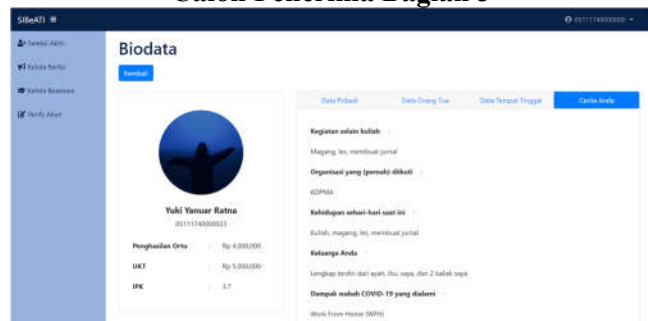 Calon Penerima Bagian 3
SIBeATI
05111740000000
Seleksi Akhir
Kelola Berita
Kelola Beasiswa
Verify Akun
Biodata
Kembali
Data Pribadi Data Orang Tua Data Tempat Tinggal Cerita Anda
Yuki Yanuar Ratna
05111740000023
Penghasilan Ortu : Rp 4,000,000
UKT : Rp 5,000,000
IPK : 3.7
Kegiatan selain kuliah :
Magang, les, membuat jurnal
Organisasi yang (pernah) diikuti :
KOPMA
Kehidupan sehari-hari saat ini :
Kuliah, magang, les, membuat jurnal
Keluarga Anda :
Lengkap terdiri dari ayah, ibu, saya, dan 2 kakak saya
Dampak wabah COVID-19 yang dialami :
Work From Home (WFH)